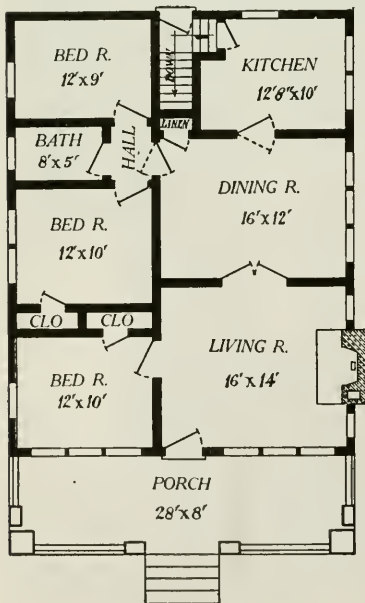 BED R.
12'x9'
DOWN
KITCHEN
12'8"x10'
LINEN
BATH
8'x5'
HALL
DINING R.
16'x12'
BED R.
12'x10'
CLO
CLO
LIVING R.
16'x14'
BED R.
12'x10'
PORCH
28'x8'